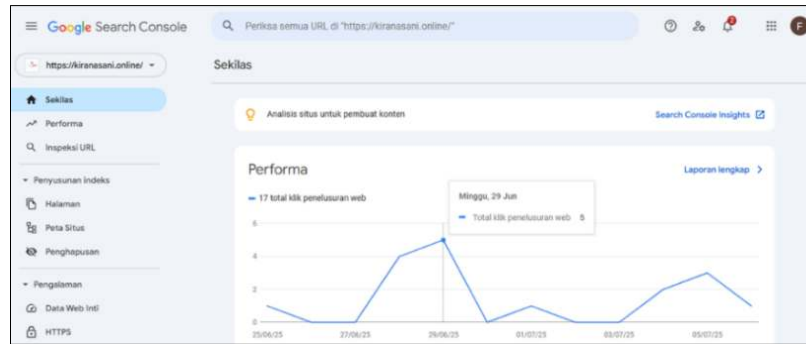 Google Search Console
Periksa semua URL di "https://kiranasani.online/"
F
https://kiranesani.online/
Sekilas
Sekilas
Performa
Inspeksi URL
Penyusunan Indeks
Halaman
Peta Situs
Penghapusan
Pengalaman
Data Web Inti
HTTPS
Analisis situs untuk pembuat konten
Search Console Insights
Performa
Laporan lengkap
17 total klik penelusuran web
Minggu, 29 Jun
Total klik penelusuran web 5
6
4
2
0
25/06/25 27/06/25 29/06/25 01/07/25 03/07/25 05/07/25